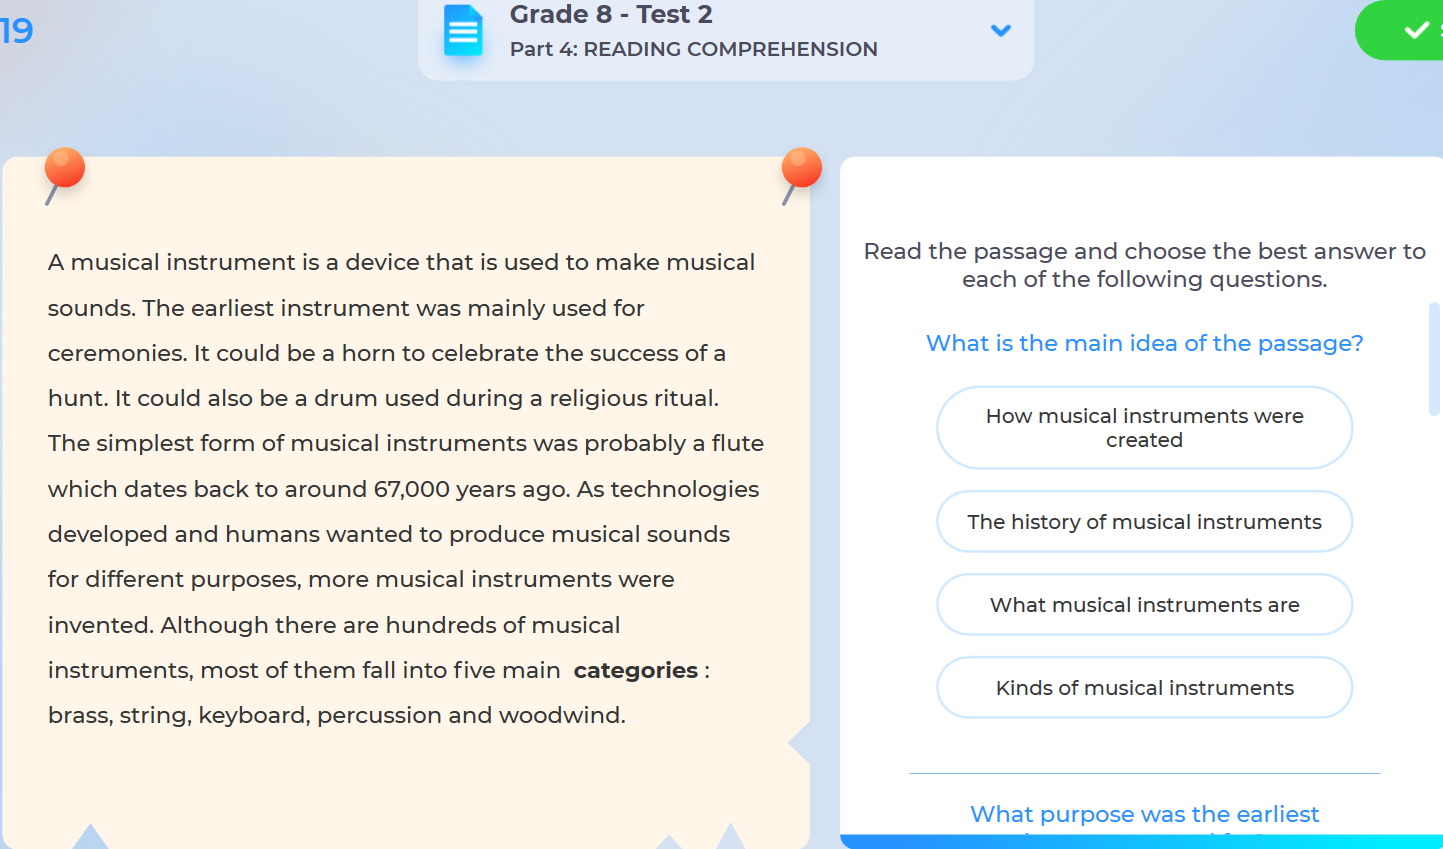 19
Grade 8 - Test 2
Part 4: READING COMPREHENSION
A musical instrument is a device that is used to make musical
sounds. The earliest instrument was mainly used for
ceremonies. It could be a horn to celebrate the success of a
hunt. It could also be a drum used during a religious ritual.
The simplest form of musical instruments was probably a flute
which dates back to around 67,000 years ago. As technologies
developed and humans wanted to produce musical sounds
for different purposes, more musical instruments were
invented. Although there are hundreds of musical
instruments, most of them fall into five main categories :
brass, string, keyboard, percussion and woodwind.
Read the passage and choose the best answer to
each of the following questions.
What is the main idea of the passage?
How musical instruments were
created
The history of musical instruments
What musical instruments are
Kinds of musical instruments
What purpose was the earliest